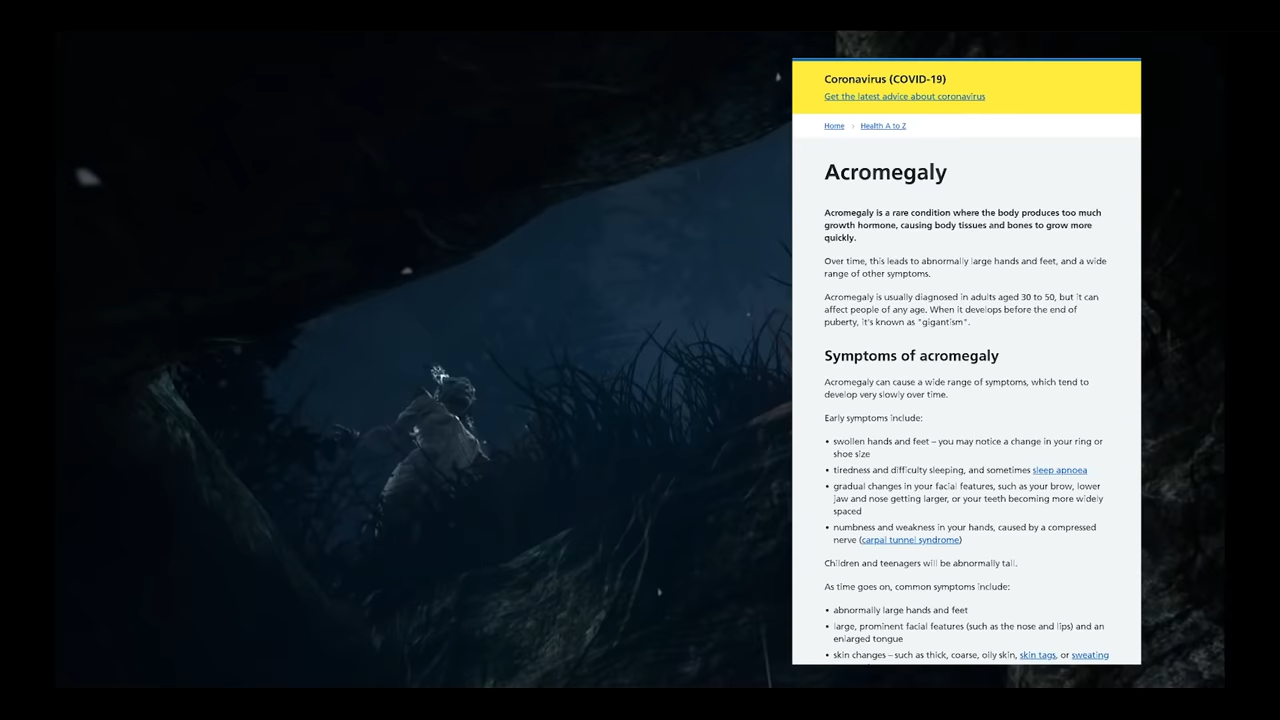 Coronavirus (COVID-19)
Get the latest advice about coronavirus
Home › Health A to Z
Acromegaly
Acromegaly is a rare condition where the body produces too much
growth hormone, causing body tissues and bones to grow more
quickly.
Over time, this leads to abnormally large hands and feet, and a wide
range of other symptoms.
Acromegaly is usually diagnosed in adults aged 30 to 50, but it can
affect people of any age. When it develops before the end of
puberty, it's known as "gigantism".
Symptoms of acromegaly
Acromegaly can cause a wide range of symptoms, which tend to
develop very slowly over time.
Early symptoms include:
• swollen hands and feet – you may notice a change in your ring or
shoe size
• tiredness and difficulty sleeping, and sometimes sleep apnoea
• gradual changes in your facial features, such as your brow, lower
jaw and nose getting larger, or your teeth becoming more widely
spaced
• numbness and weakness in your hands, caused by a compressed
nerve (carpal tunnel syndrome)
Children and teenagers will be abnormally tall.
As time goes on, common symptoms include:
• abnormally large hands and feet
• large, prominent facial features (such as the nose and lips) and an
enlarged tongue
• skin changes – such as thick, coarse, oily skin, skin tags, or sweating